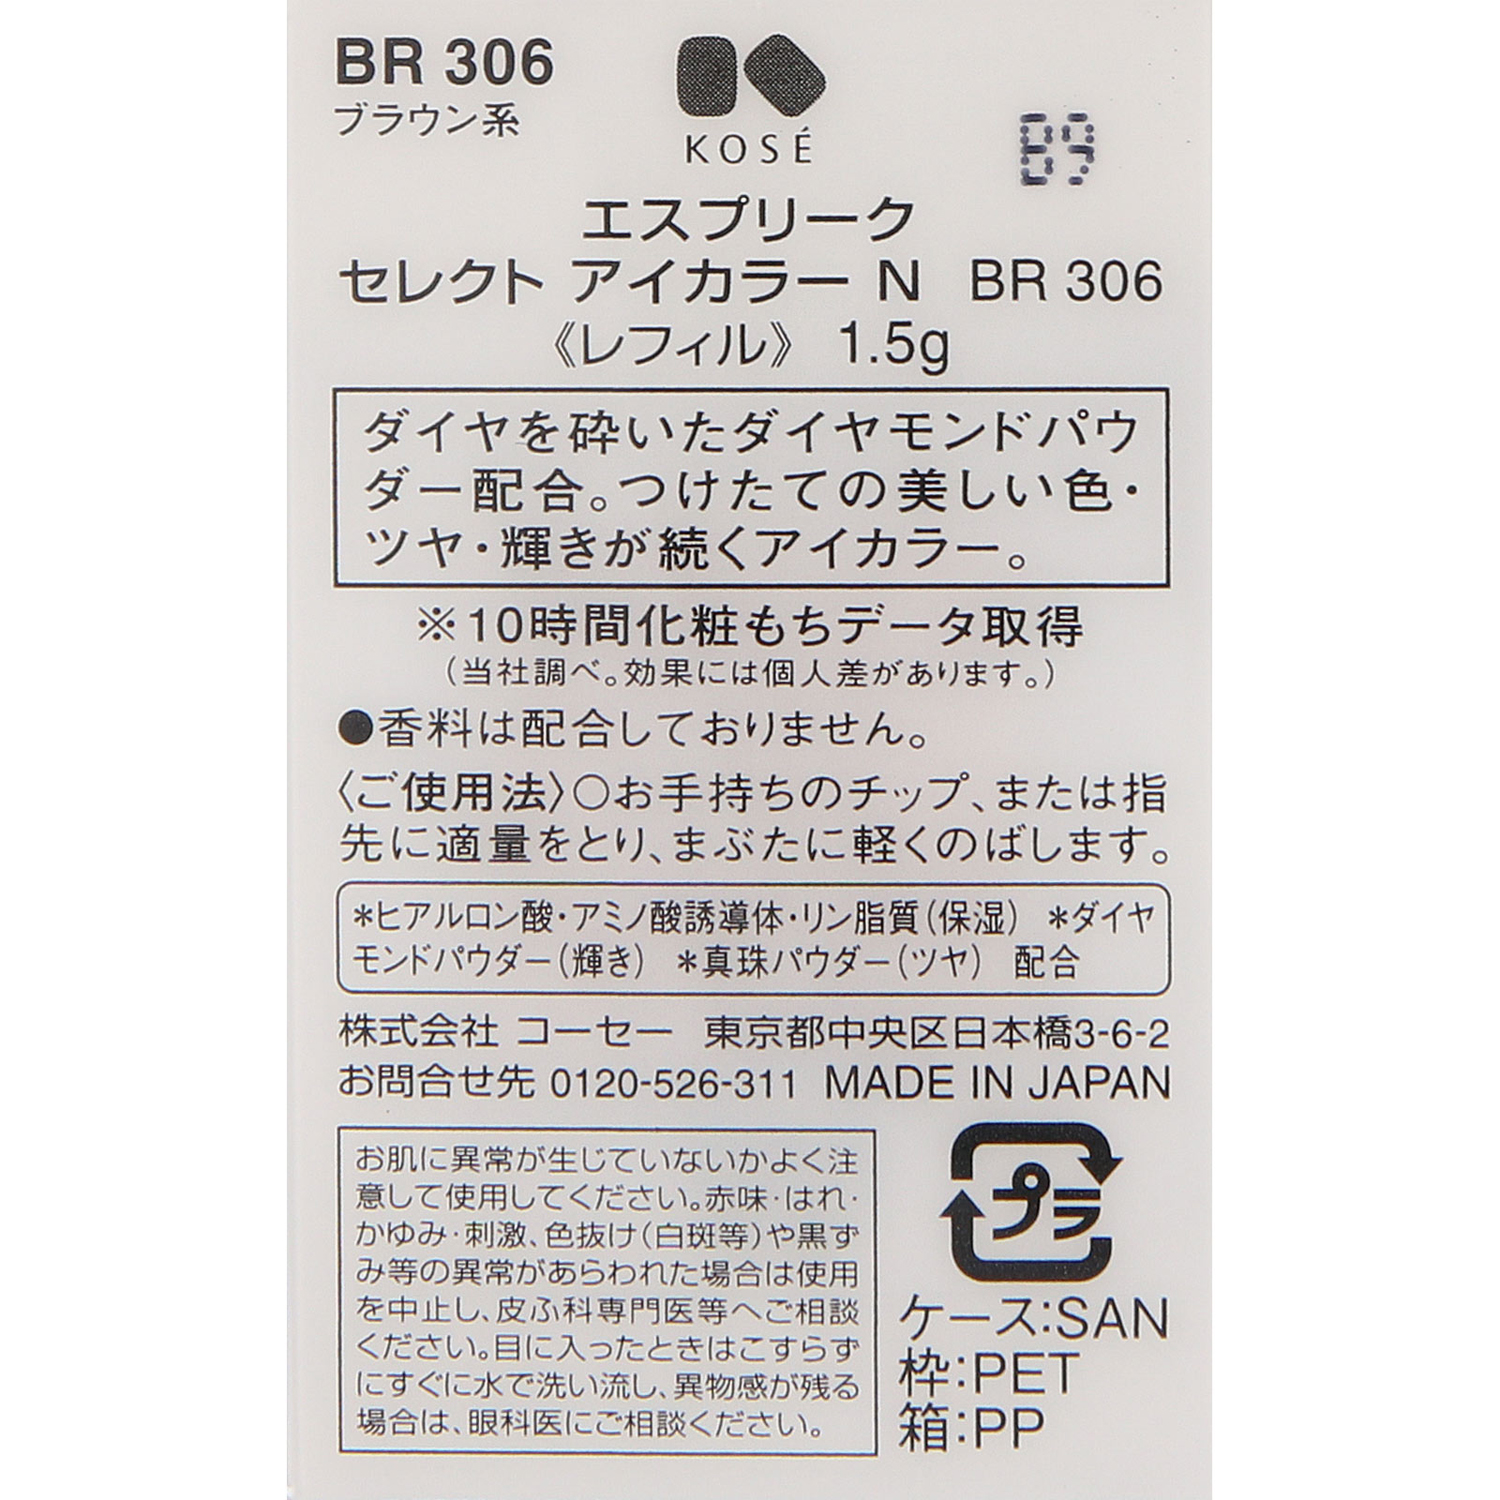 BR 306
ブラウン系
KOSÉ
B9
エスプリーク
セレクト アイカラー N BR 306
《レフィル》 1.5g
ダイヤを砕いたダイヤモンドパウ
ダー配合。つけたての美しい色・
ツヤ・輝きが続くアイカラー。
※10時間化粧もちデータ取得
（当社調べ。効果には個人差があります。）
●香料は配合しておりません。
〈ご使用法〉○お手持ちのチップ、または指
先に適量をとり、まぶたに軽くのばします。
＊ヒアルロン酸・アミノ酸誘導体・リン脂質（保湿） ＊ダイヤ
モンドパウダー（輝き） ＊真珠パウダー（ツヤ） 配合
株式会社 コーセー 東京都中央区日本橋3-6-2
お問合せ先 0120-526-311 MADE IN JAPAN
お肌に異常が生じていないかよく注
意して使用してください。赤味・はれ・
かゆみ・刺激、色抜け（白斑等）や黒ず
み等の異常があらわれた場合は使用
を中止し、皮ふ科専門医等へご相談
ください。目に入ったときはこすらず
にすぐに水で洗い流し、異物感が残る
場合は、眼科医にご相談ください。
プラ
ケース：SAN
枠：PET
箱：PP